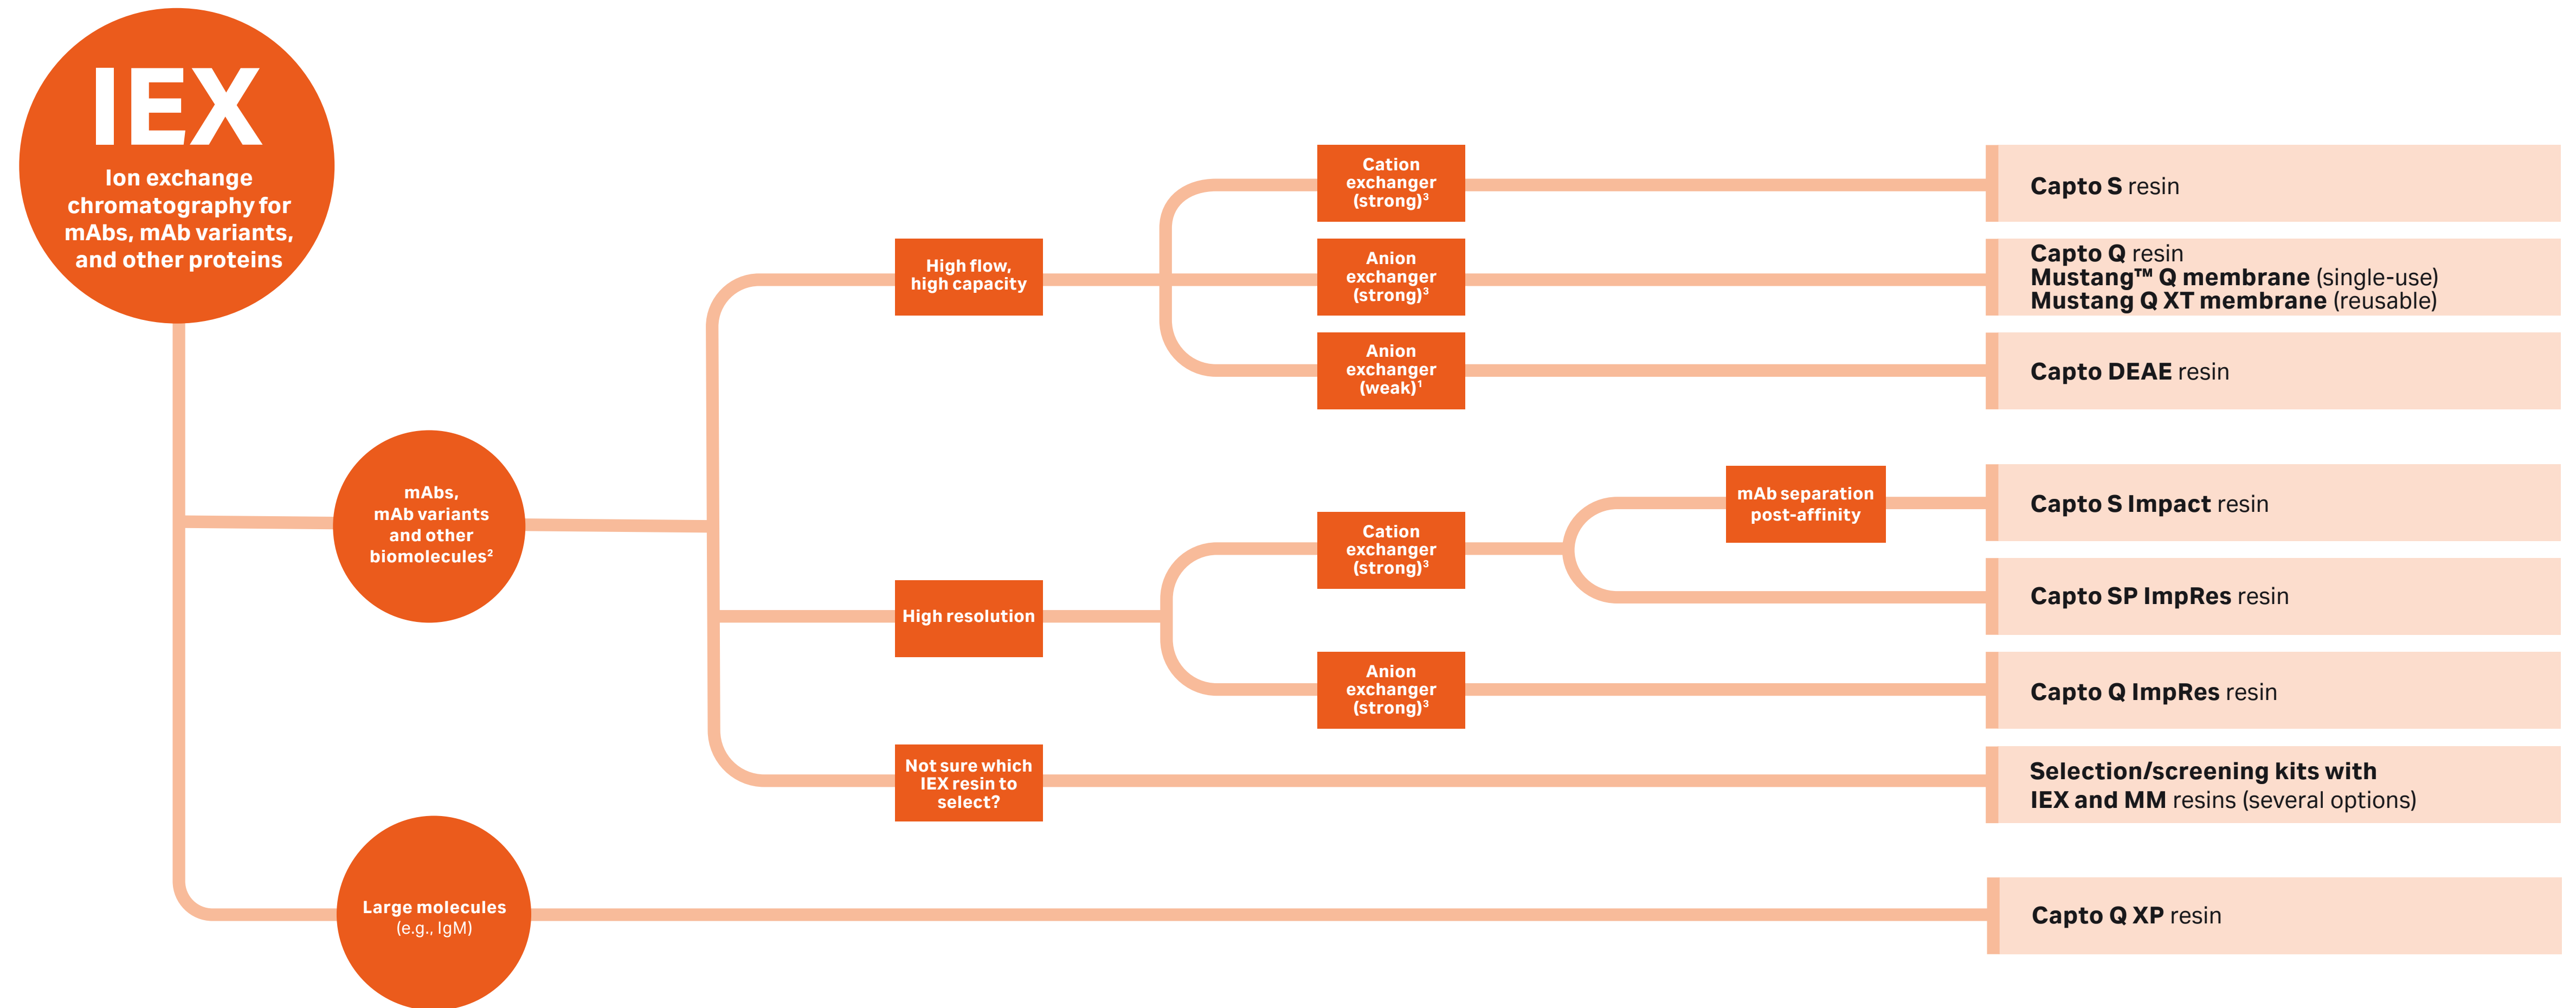 IEX
Ion exchange
chromatography for
mAbs, mAb variants,
and other proteins
mAbs,
mAb variants
and other
biomolecules²
Large molecules
(e.g., IgM)
High flow,
high capacity
High resolution
Not sure which
IEX resin to
select?
Cation
exchanger
(strong)³
Anion
exchanger
(strong)³
Anion
exchanger
(weak)¹
Cation
exchanger
(strong)³
Anion
exchanger
(strong)³
mAb separation
post-affinity
Capto S resin
Capto Q resin
Mustang™ Q membrane (single-use)
Mustang Q XT membrane (reusable)
Capto DEAE resin
Capto S Impact resin
Capto SP ImpRes resin
Capto Q ImpRes resin
Selection/screening kits with
IEX and MM resins (several options)
Capto Q XP resin